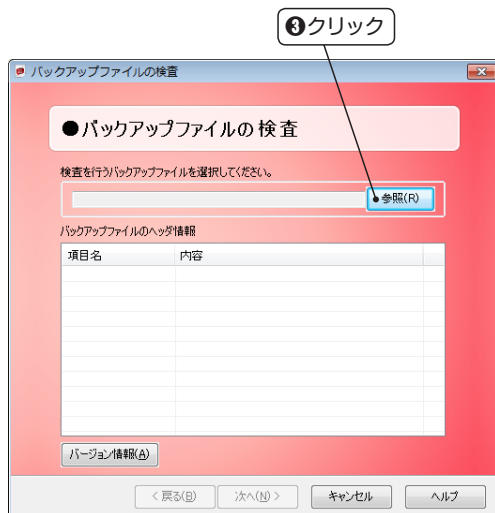 ❸クリック
バックアップファイルの検査
●バックアップファイルの検査
検査を行うバックアップファイルを選択してください。
参照(R)
バックアップファイルのヘッダ情報
項目名 内容
バージョン情報(A)
< 戻る(B) 次へ(N) > キャンセル ヘルプ